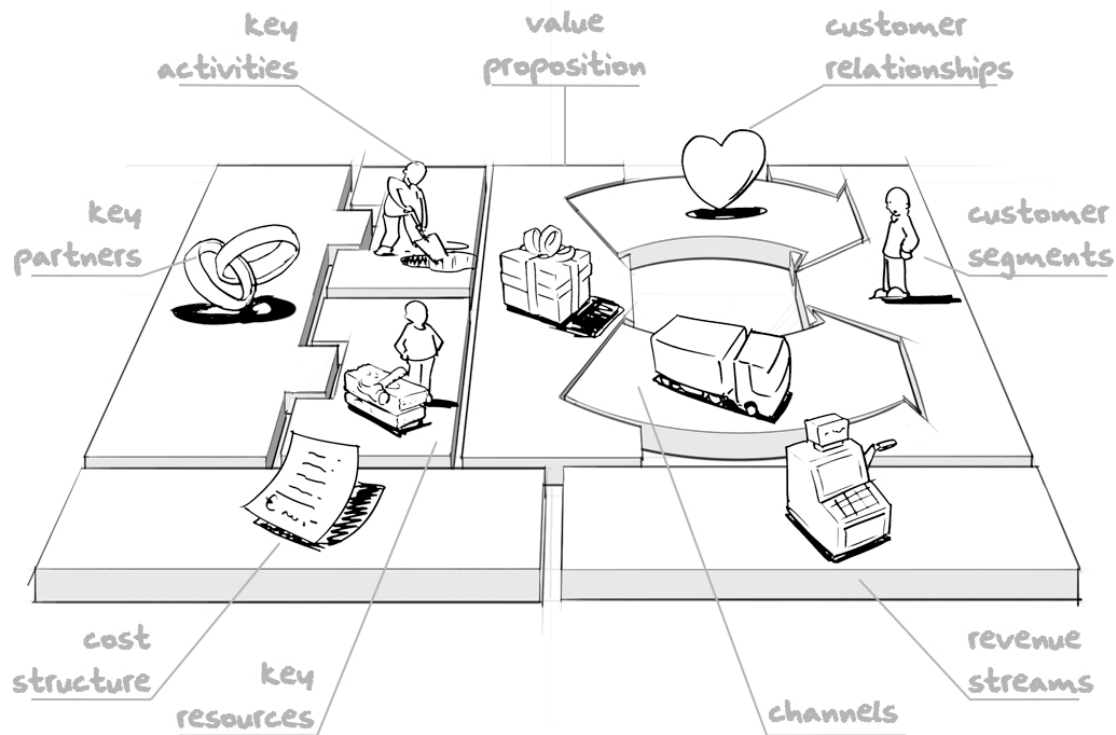 key
activities
value
proposition
customer
relationships
key
partners
customer
segments
cost
structure
key
resources
channels
revenue
streams